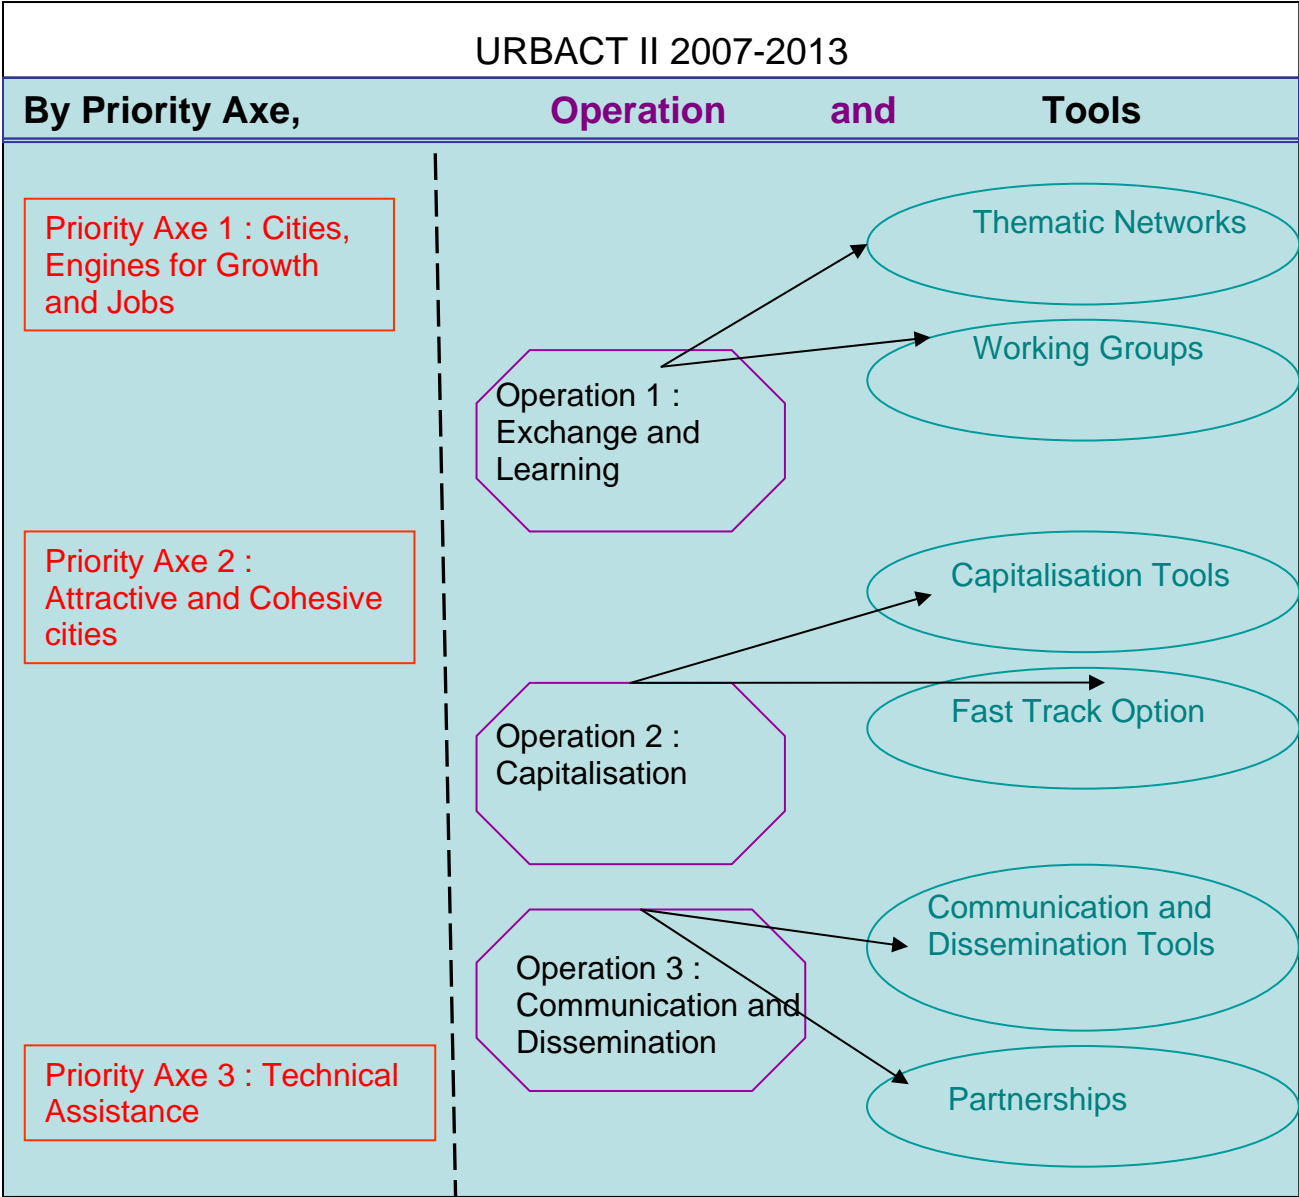 URBACT II 2007-2013
By Priority Axe, Operation and Tools
Priority Axe 1 : Cities,
Engines for Growth
and Jobs
Priority Axe 2 :
Attractive and Cohesive
cities
Priority Axe 3 : Technical
Assistance
Operation 1 :
Exchange and
Learning
Operation 2 :
Capitalisation
Operation 3 :
Communication and
Dissemination
Thematic Networks
Working Groups
Capitalisation Tools
Fast Track Option
Communication and
Dissemination Tools
Partnerships